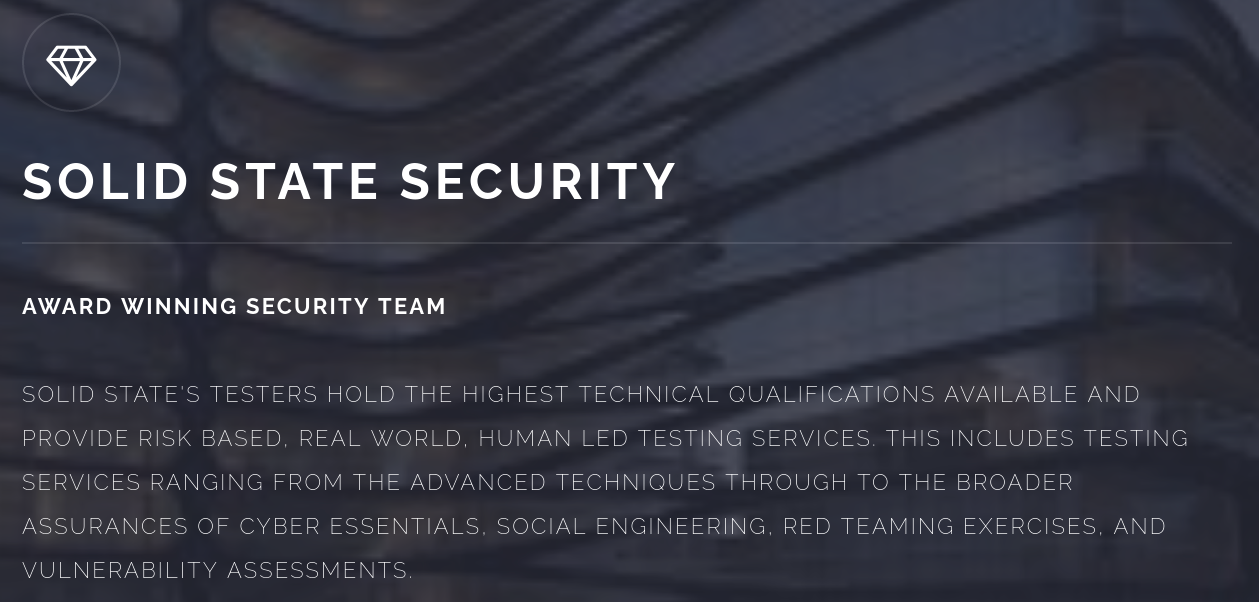 SOLID STATE SECURITY
AWARD WINNING SECURITY TEAM
SOLID STATE'S TESTERS HOLD THE HIGHEST TECHNICAL QUALIFICATIONS AVAILABLE AND
PROVIDE RISK BASED, REAL WORLD, HUMAN LED TESTING SERVICES. THIS INCLUDES TESTING
SERVICES RANGING FROM THE ADVANCED TECHNIQUES THROUGH TO THE BROADER
ASSURANCES OF CYBER ESSENTIALS, SOCIAL ENGINEERING, RED TEAMING EXERCISES, AND
VULNERABILITY ASSESSMENTS.